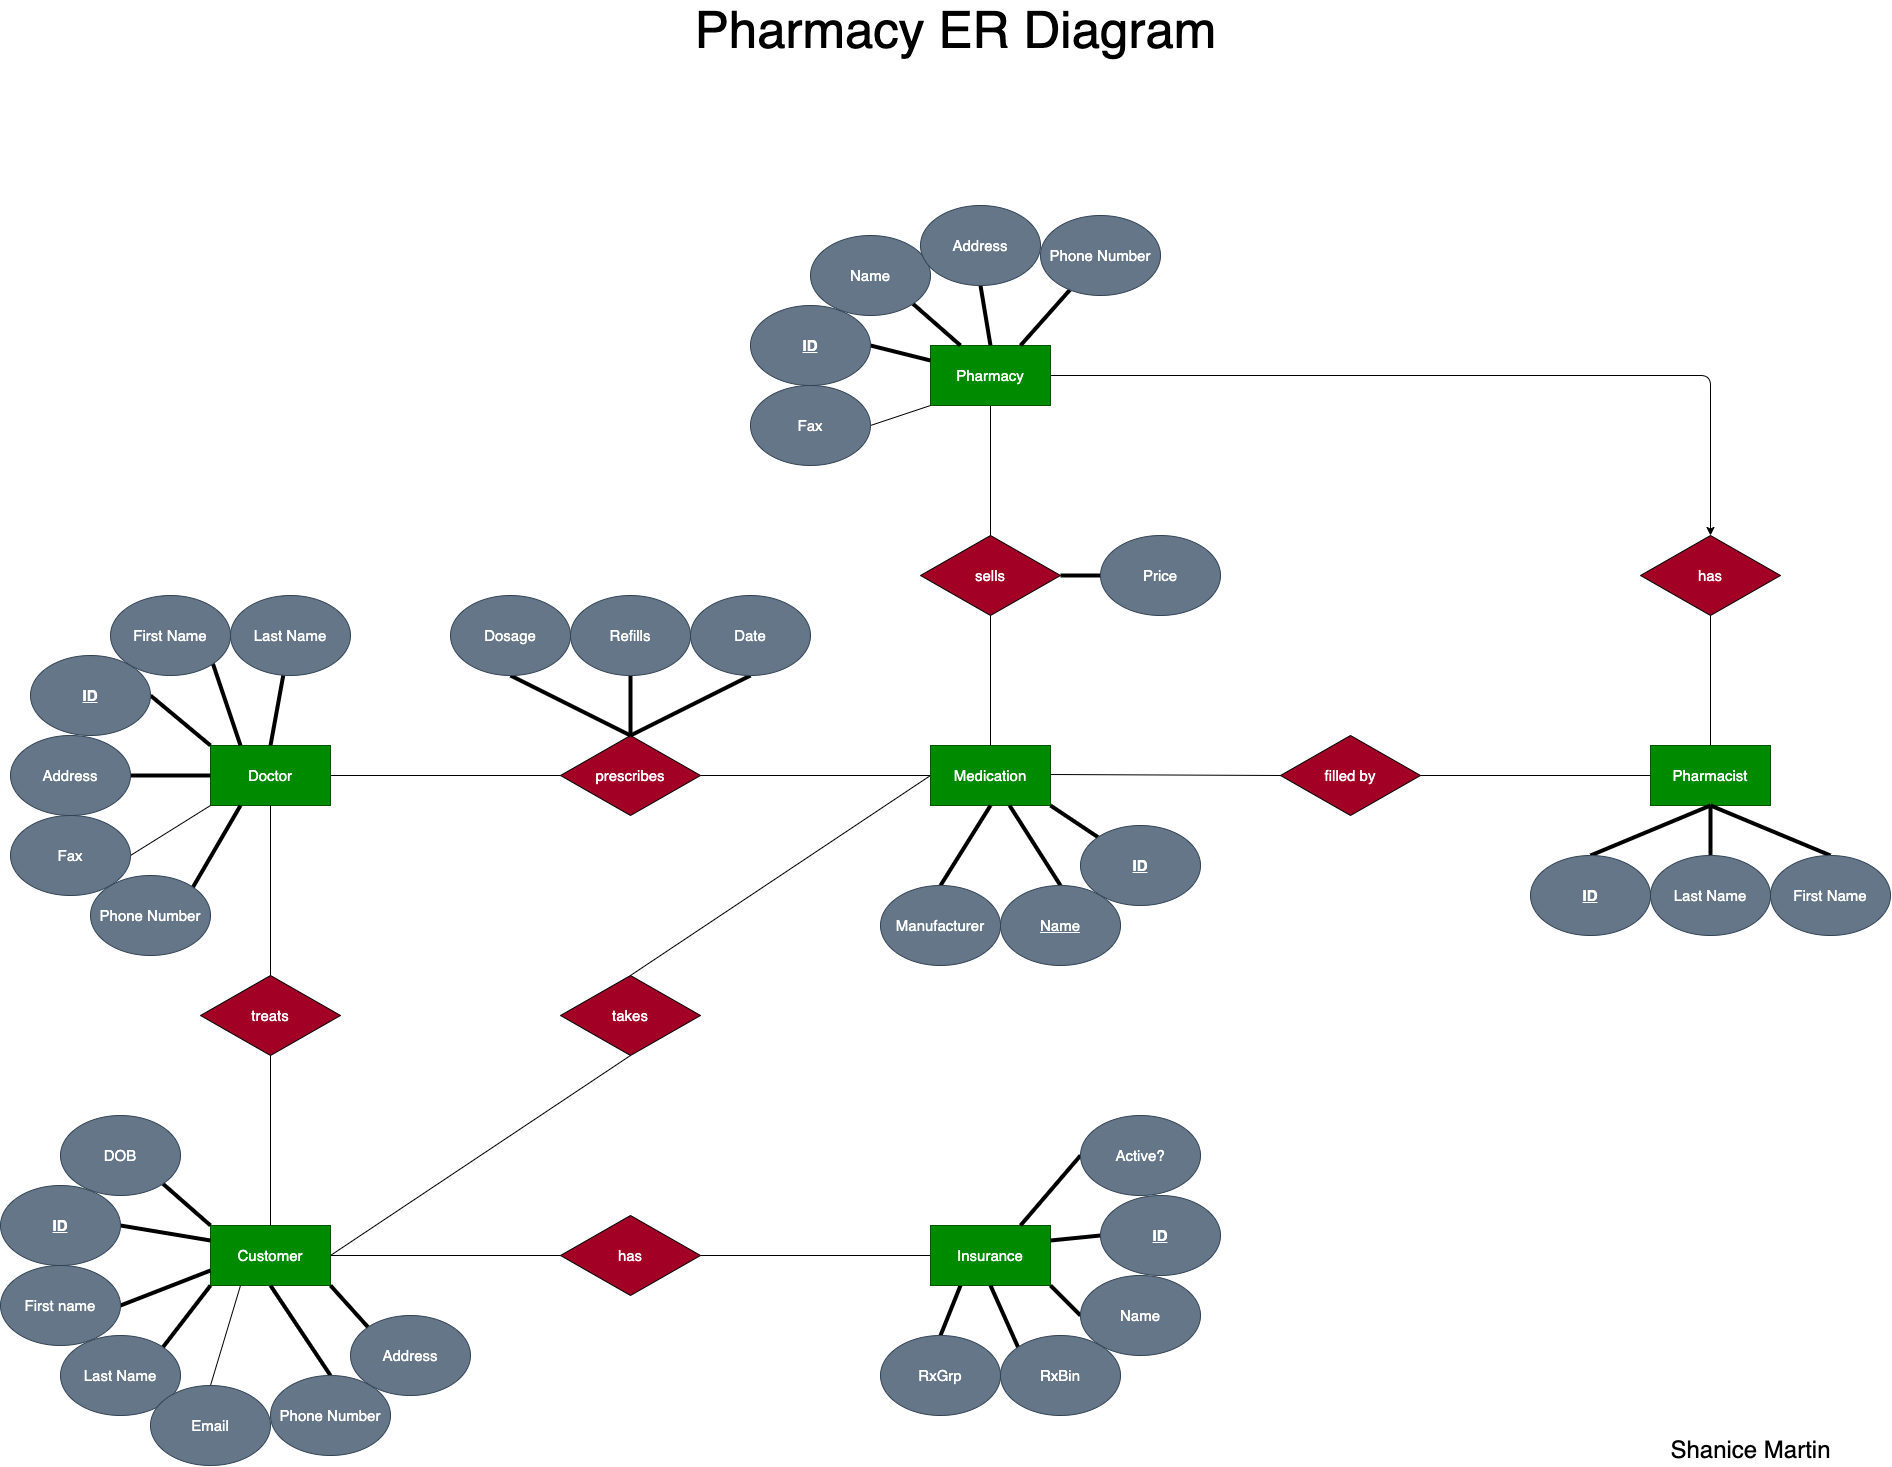 Pharmacy ER Diagram
Address
Phone Number
Name
ID
Pharmacy
Fax
sells
Price
has
First Name
Last Name
Dosage
Refills
Date
ID
Address
Doctor
prescribes
Medication
filled by
Pharmacist
Fax
ID
Phone Number
Manufacturer
Name
ID
Last Name
First Name
treats
takes
DOB
Active?
ID
ID
Customer
has
Insurance
First name
Name
Last Name
Address
RxGrp
RxBin
Email
Phone Number
Shanice Martin